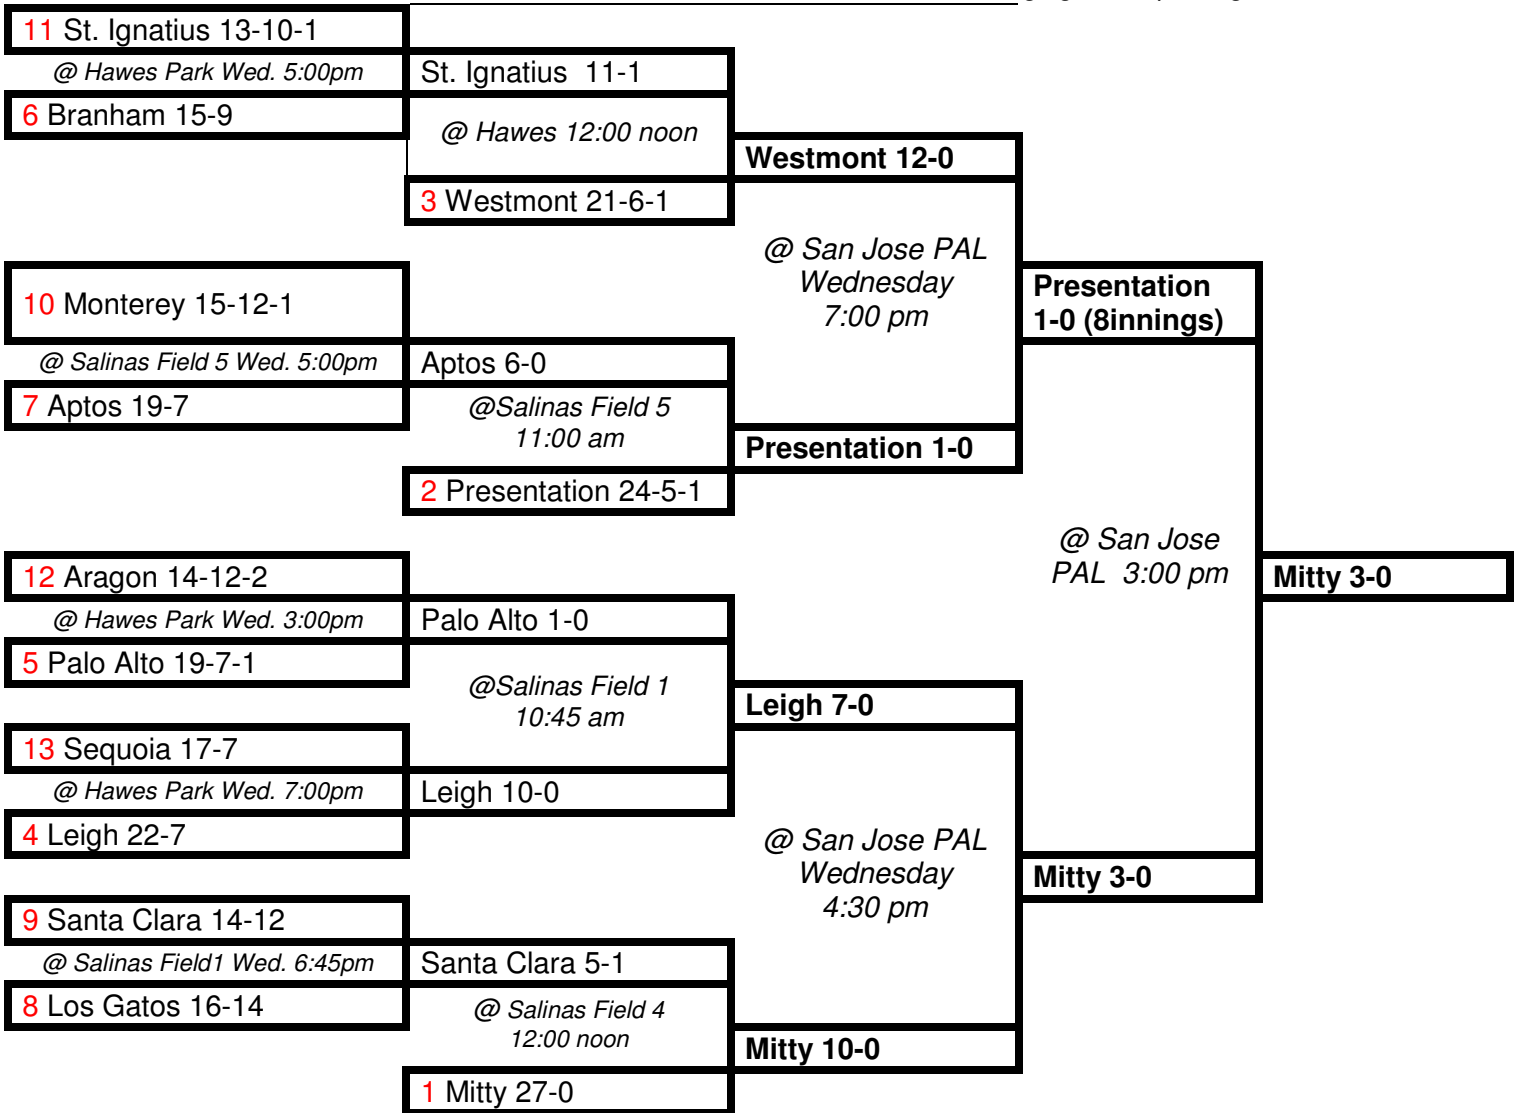 11 St. Ignatius 13-10-1
@ Hawes Park Wed. 5:00pm
St. Ignatius 11-1
6 Branham 15-9
@ Hawes 12:00 noon
Westmont 12-0
3 Westmont 21-6-1
@ San Jose PAL
Wednesday
7:00 pm
10 Monterey 15-12-1
Presentation
1-0 (8innings)
@ Salinas Field 5 Wed. 5:00pm
Aptos 6-0
7 Aptos 19-7
@Salinas Field 5
11:00 am
Presentation 1-0
2 Presentation 24-5-1
@ San Jose
PAL 3:00 pm
Mitty 3-0
12 Aragon 14-12-2
@ Hawes Park Wed. 3:00pm
Palo Alto 1-0
5 Palo Alto 19-7-1
@Salinas Field 1
10:45 am
Leigh 7-0
13 Sequoia 17-7
@ Hawes Park Wed. 7:00pm
Leigh 10-0
4 Leigh 22-7
@ San Jose PAL
Wednesday
4:30 pm
Mitty 3-0
9 Santa Clara 14-12
@ Salinas Field1 Wed. 6:45pm
Santa Clara 5-1
8 Los Gatos 16-14
@ Salinas Field 4
12:00 noon
Mitty 10-0
1 Mitty 27-0